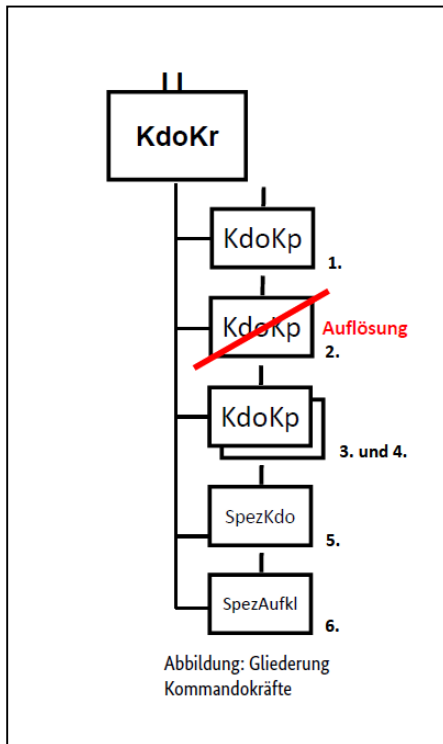 KdoKr
KdoKp
1.
KdoKp
Auflösung
2.
KdoKp
3. und 4.
SpezKdo
5.
SpezAufkl
6.
Abbildung: Gliederung
Kommandokräfte